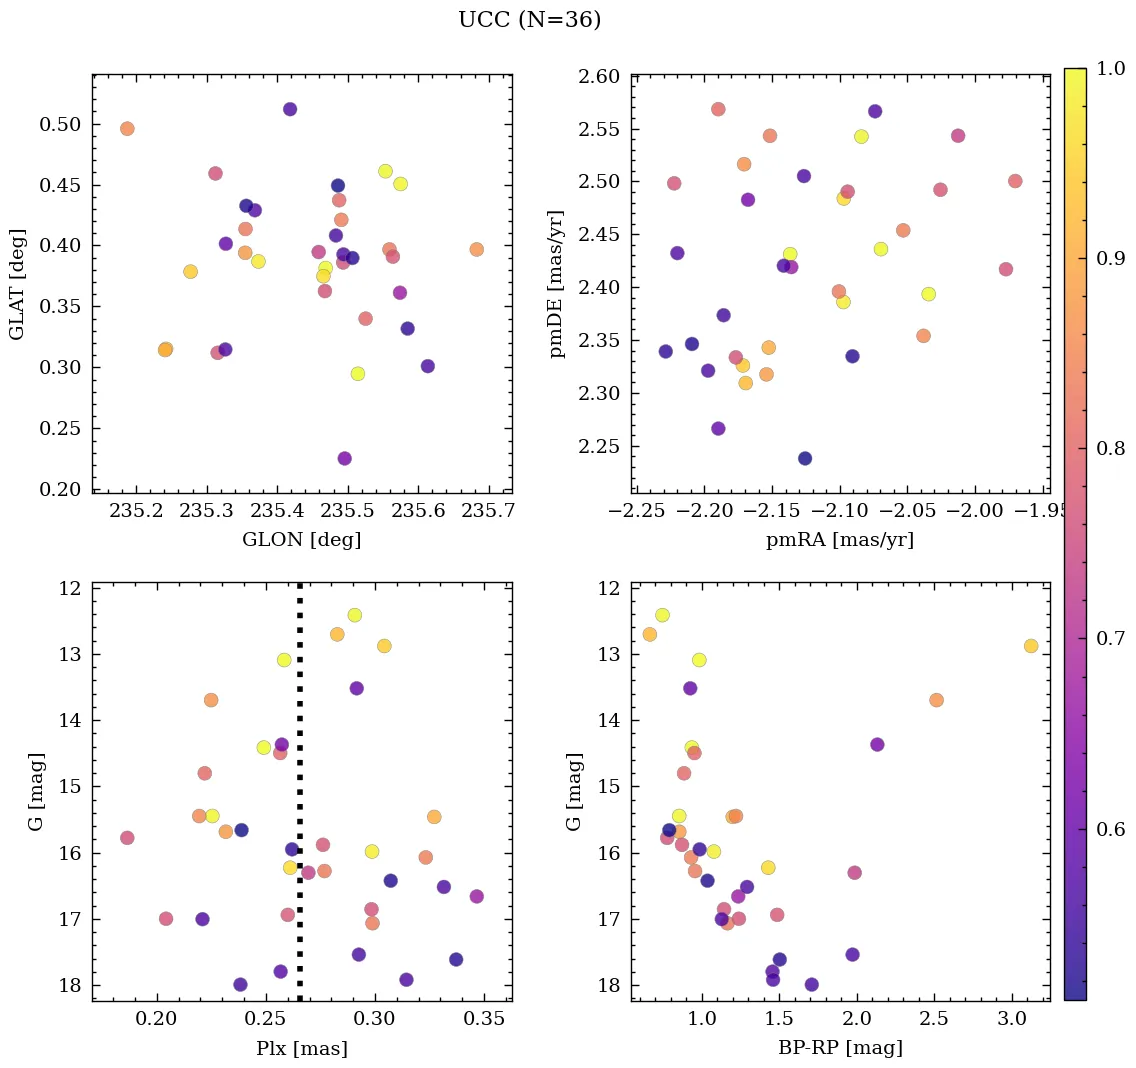 UCC (N=36)
0.50
0.45
0.40
0.35
0.30
0.25
0.20
GLAT [deg]
235.2 235.3 235.4 235.5 235.6 235.7
GLON [deg]
2.60
2.55
2.50
2.45
2.40
2.35
2.30
2.25
pmDE [mas/yr]
−2.25 −2.20 −2.15 −2.10 −2.05 −2.00 −1.95
pmRA [mas/yr]
12
13
14
15
16
17
18
G [mag]
0.20 0.25 0.30 0.35
Plx [mas]
12
13
14
15
16
17
18
G [mag]
1.0 1.5 2.0 2.5 3.0
BP-RP [mag]
1.0
0.9
0.8
0.7
0.6